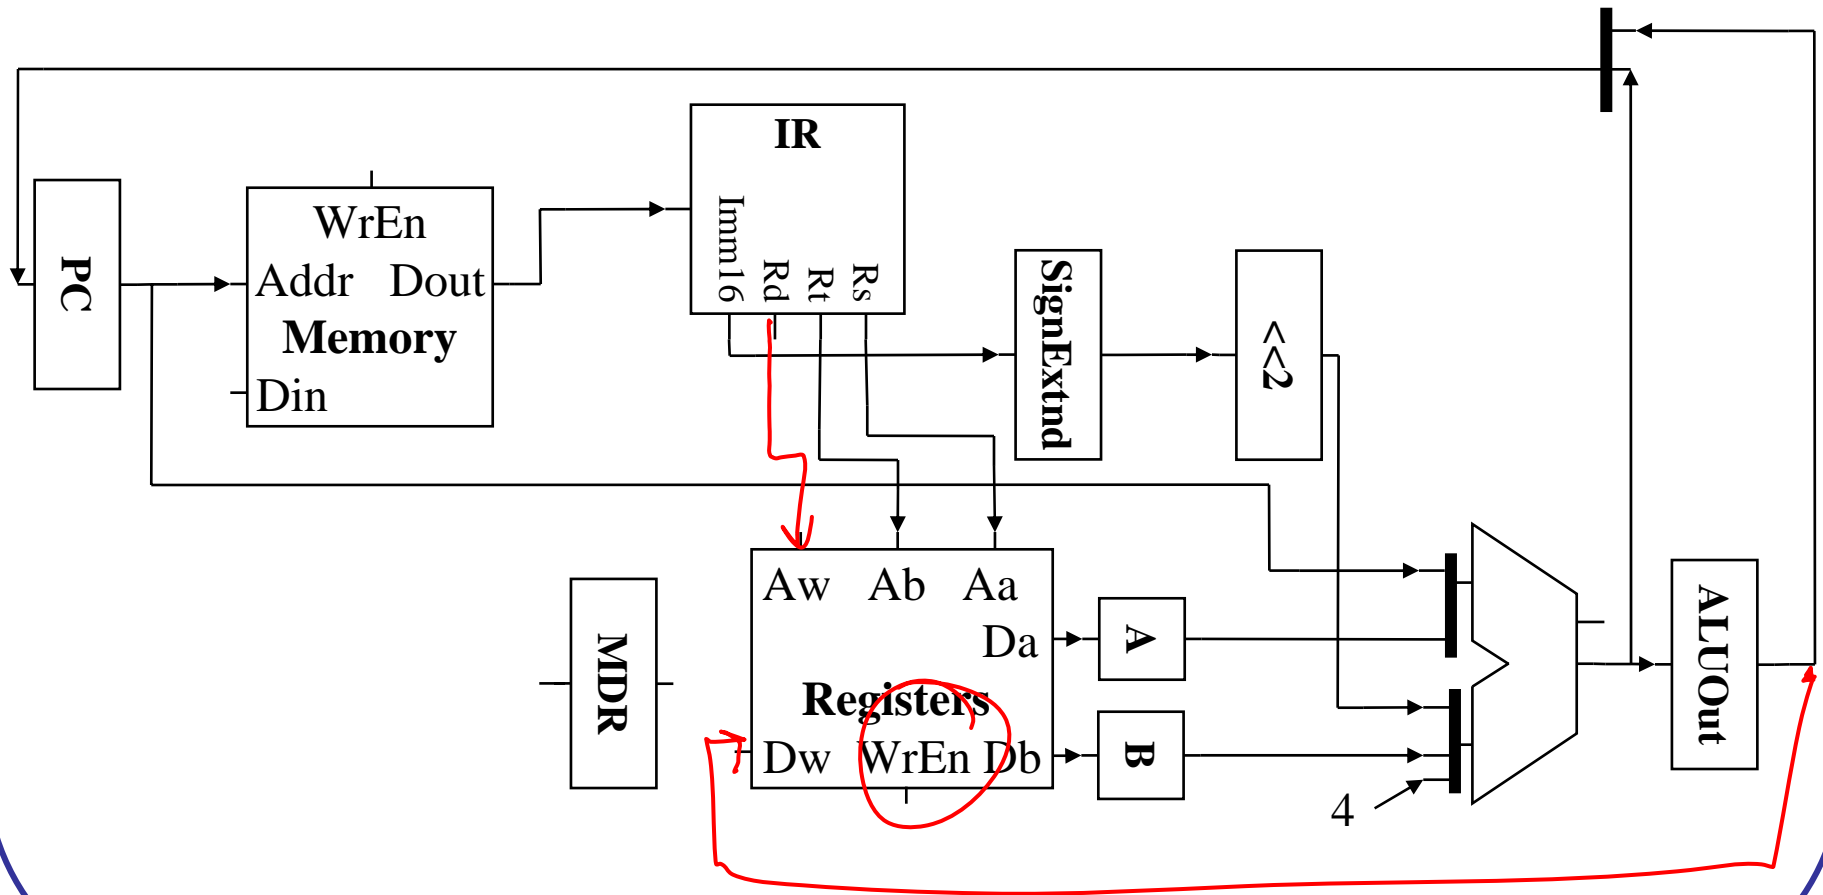 IR
Imm16
Rd
Rt
Rs
PC
WrEn
Addr Dout
Memory
Din
SignExtnd
<<2
Aw Ab Aa
Da
Registers
Dw WrEn Db
MDR
A
B
4
ALUOut